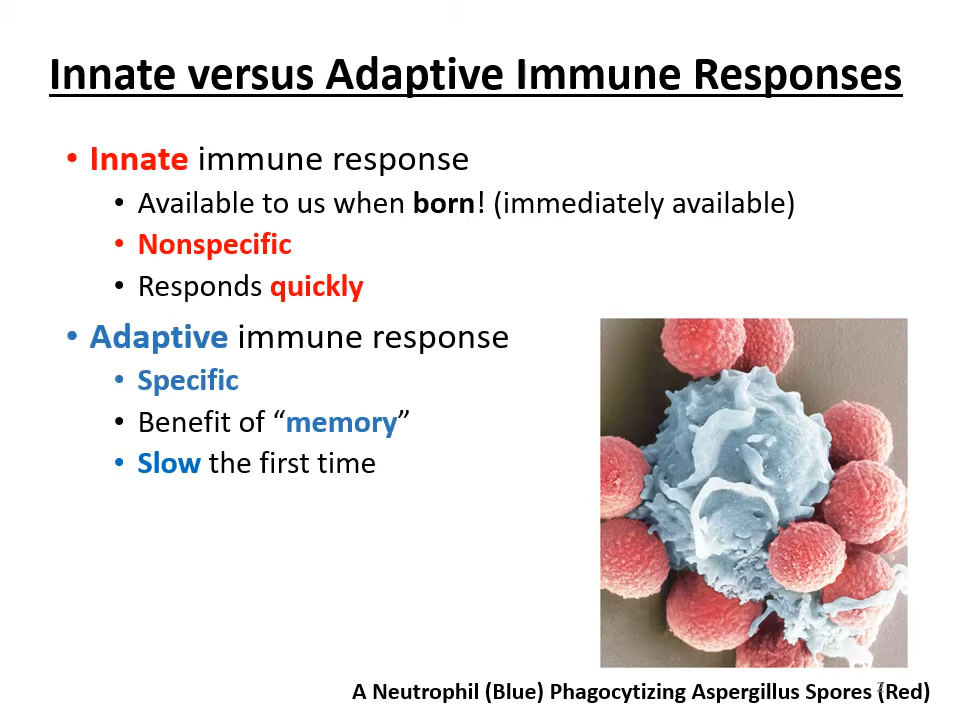 Innate versus Adaptive Immune Responses
• Innate immune response
• Available to us when born! (immediately available)
• Nonspecific
• Responds quickly
• Adaptive immune response
• Specific
• Benefit of “memory”
• Slow the first time
A Neutrophil (Blue) Phagocytizing Aspergillus Spores (Red)